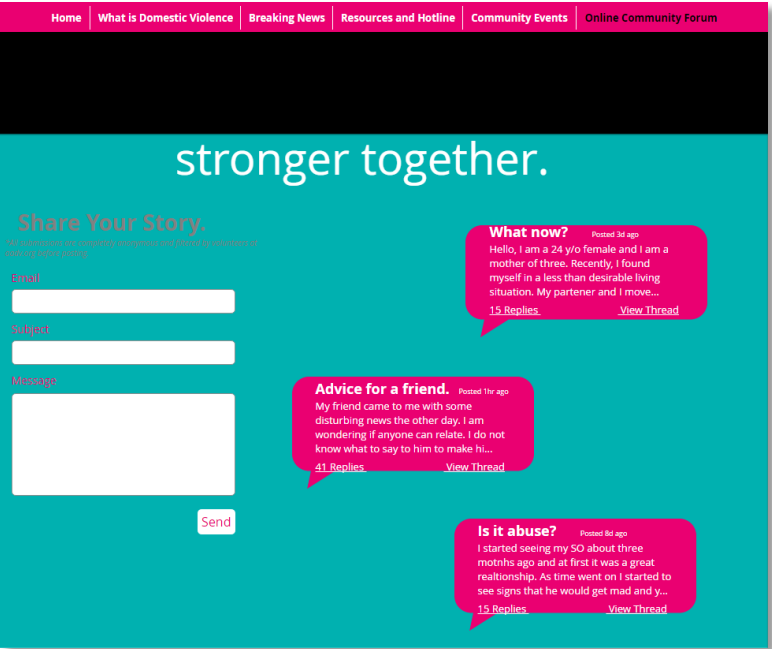 Home What is Domestic Violence Breaking News Resources and Hotline Community Events Online Community Forum
stronger together.
Share Your Story.
Email
Subject
Message
Send
What now? Posted 3d ago
Hello, I am a 24 y/o female and I am a
mother of three. Recently, I found
myself in a less than desirable living
situation. My partener and I move...
15 Replies View Thread
Advice for a friend. Posted 1hr ago
My friend came to me with some
disturbing news the other day. I am
wondering if anyone can relate. I do not
know what to say to him to make hi...
41 Replies View Thread
Is it abuse? Posted 8d ago
I started seeing my SO about three
motnhs ago and at first it was a great
realtionship. As time went on I started to
see signs that he would get mad and y...
15 Replies View Thread